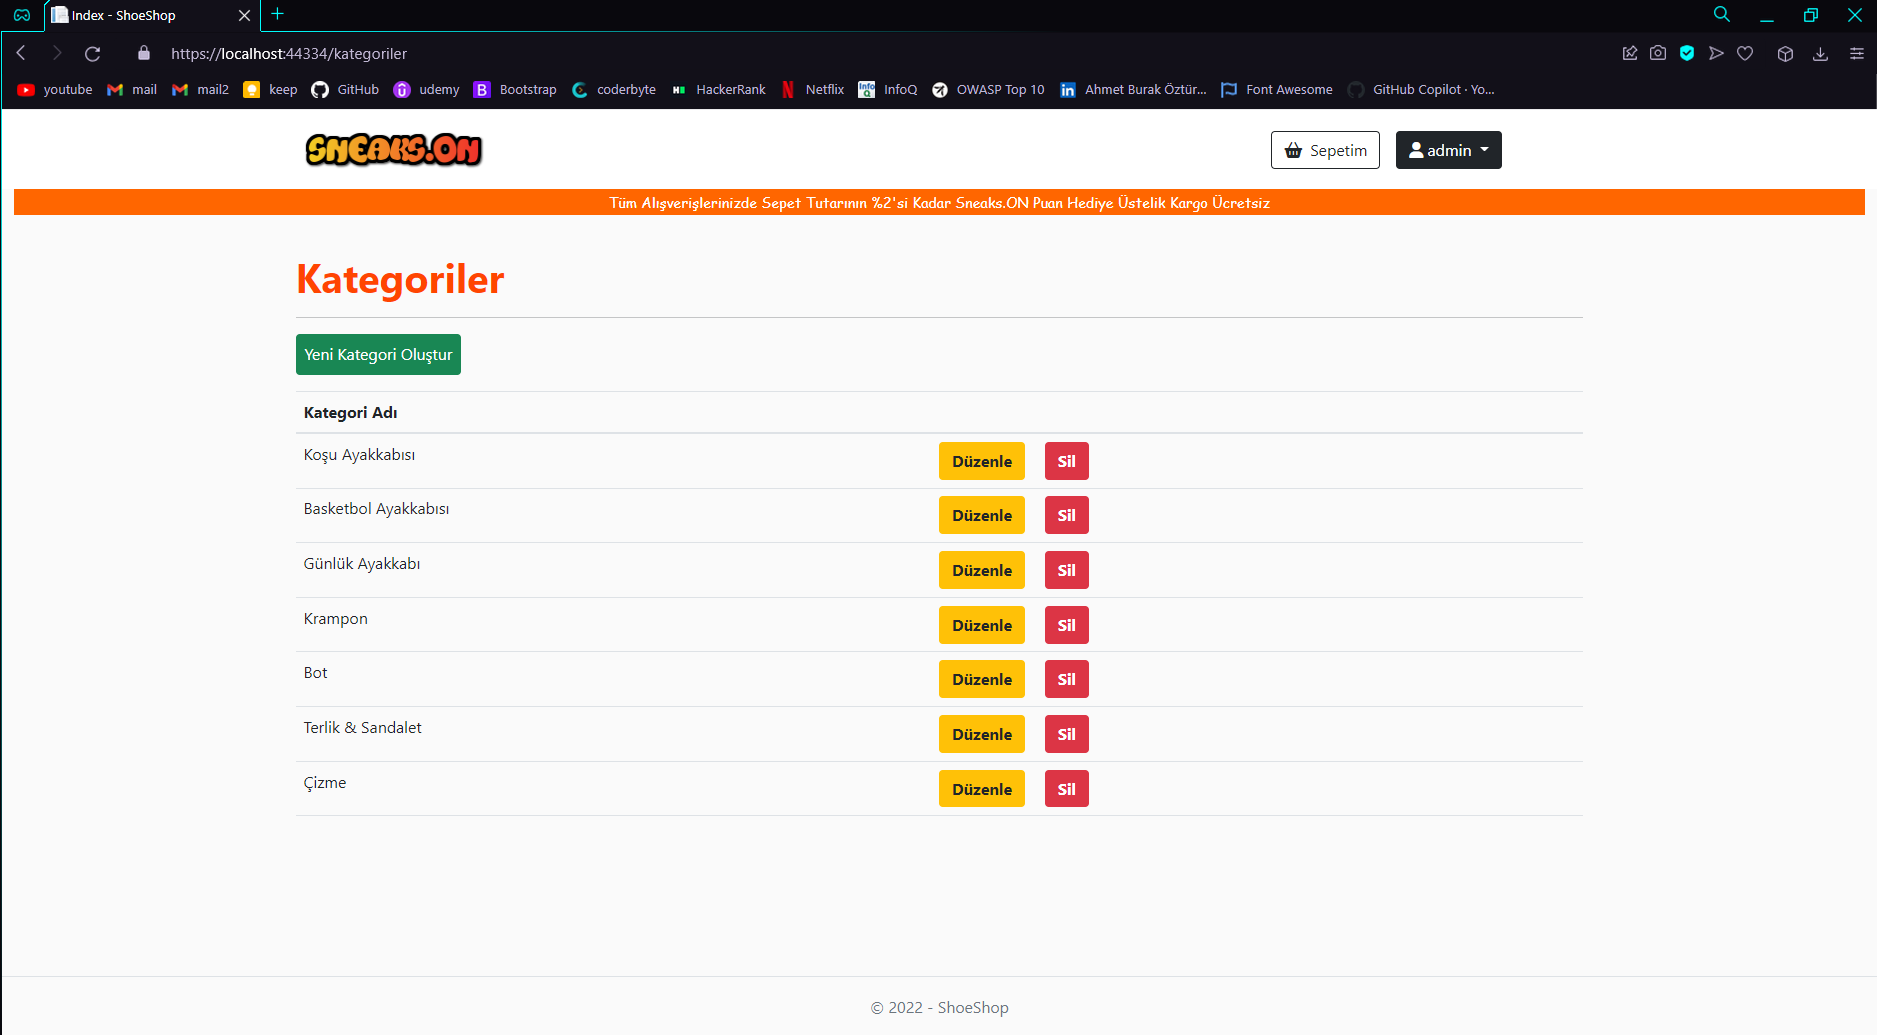 Index - ShoeShop
https://localhost:44334/kategoriler
youtube mail mail2 keep GitHub udemy Bootstrap coderbyte HackerRank Netflix InfoQ OWASP Top 10 Ahmet Burak Öztür... Font Awesome GitHub Copilot · Yo...
SNEAKS.ON Sepetim admin
Tüm Alışverişlerinizde Sepet Tutarının %2'si Kadar Sneaks.ON Puan Hediye Üstelik Kargo Ücretsiz
Kategoriler
Yeni Kategori Oluştur
Kategori Adı
Koşu Ayakkabısı Düzenle Sil
Basketbol Ayakkabısı Düzenle Sil
Günlük Ayakkabı Düzenle Sil
Krampon Düzenle Sil
Bot Düzenle Sil
Terlik & Sandalet Düzenle Sil
Çizme Düzenle Sil
© 2022 - ShoeShop